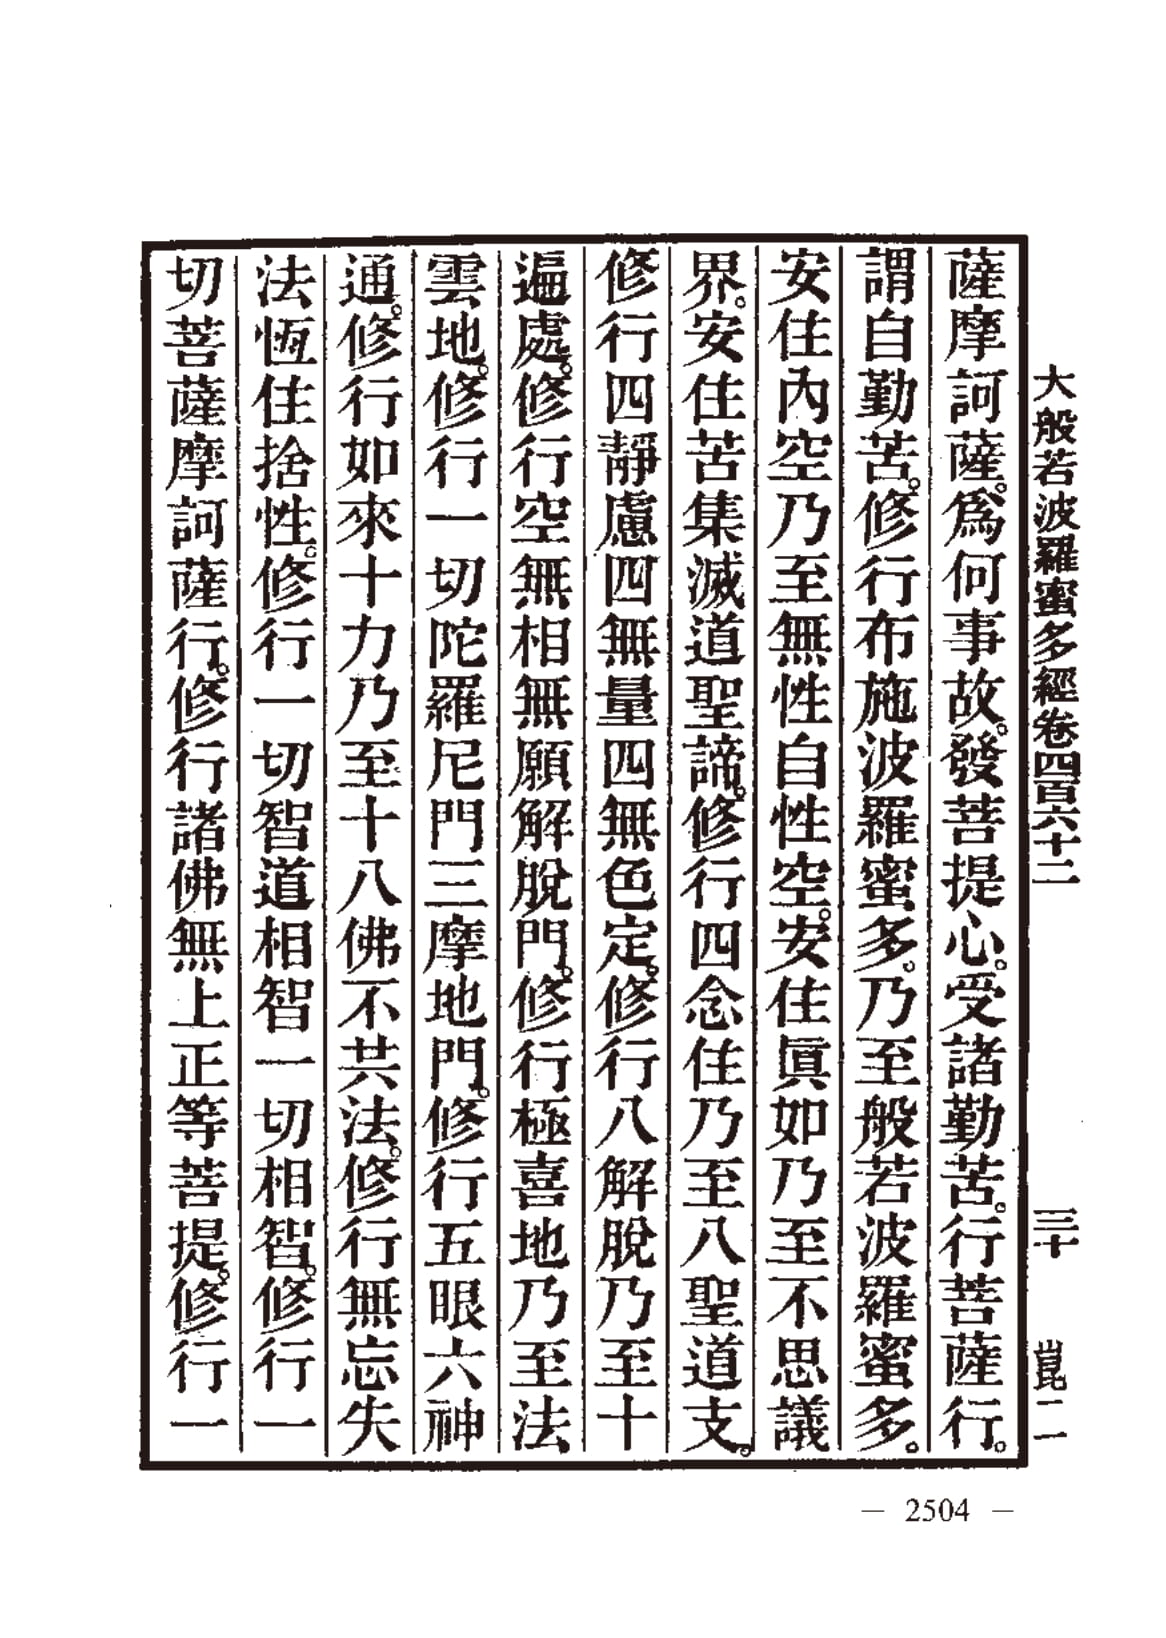 大般若波羅蜜多經卷四百六十二 三十 崑二
薩摩訶薩。爲何事故。發菩提心。受諸勤苦。行菩薩行。
謂自勤苦。修行布施波羅蜜多。乃至般若波羅蜜多。
安住內空乃至無性自性空。安住眞如乃至不思議
界。安住苦集滅道聖諦。修行四念住乃至八聖道支。
修行四靜慮四無量四無色定。修行八解脫乃至十
遍處。修行空無相無願解脫門。修行極喜地乃至法
雲地。修行一切陀羅尼門三摩地門。修行五眼六神
通。修行如來十力乃至十八佛不共法。修行無忘失
法恆住捨性。修行一切智道相智一切相智。修行一
切菩薩摩訶薩行。修行諸佛無上正等菩提。修行一
— 2504 —